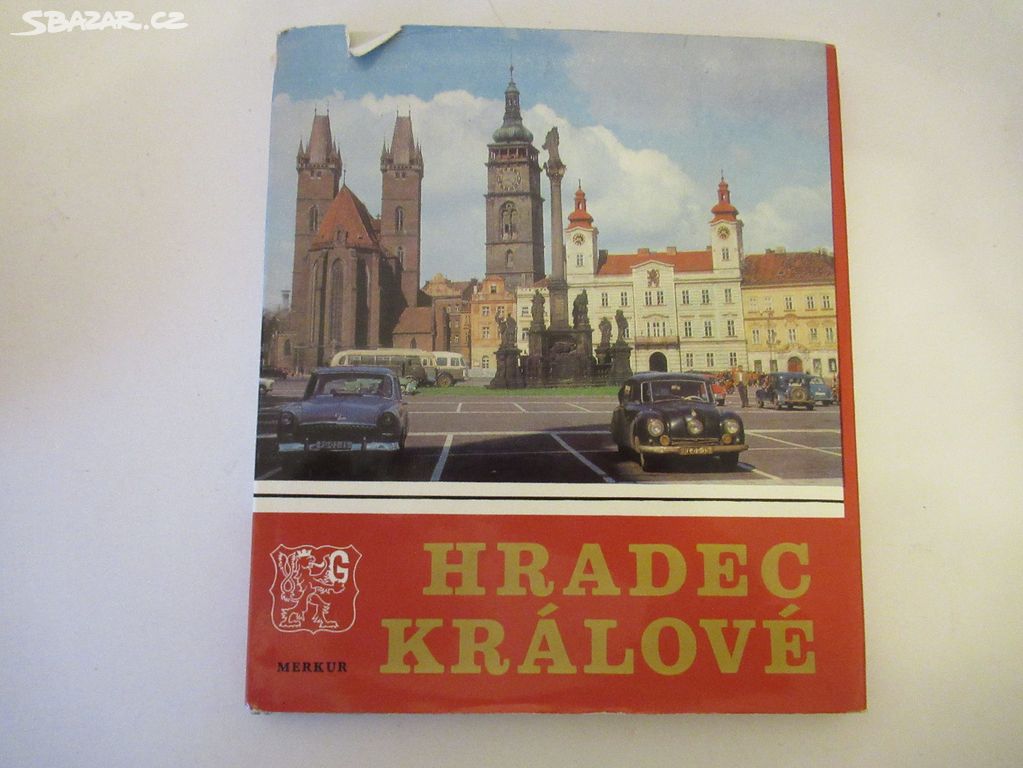 SBAZAR.CZ
G
HRADEC
KRÁLOVÉ
MERKUR